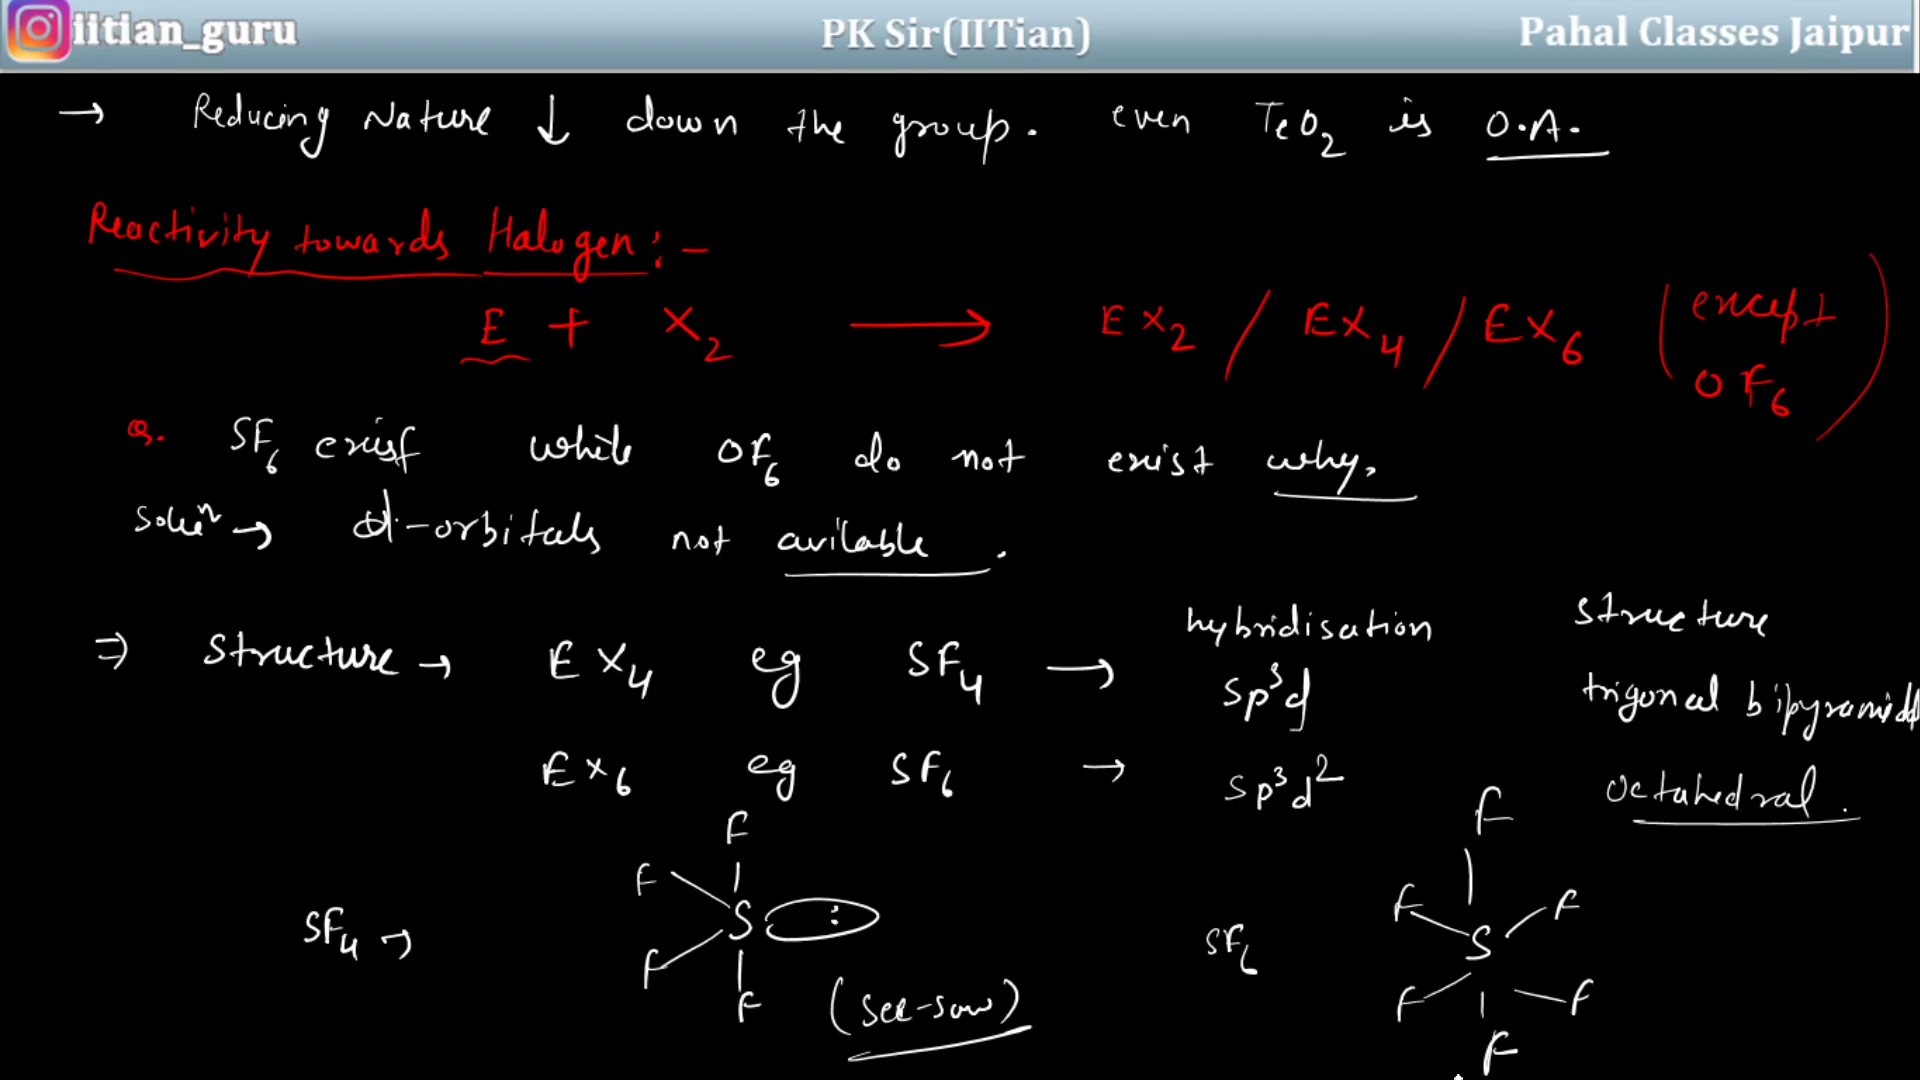 iitian_guru PK Sir(IITian) Pahal Classes Jaipur
→ Reducing Nature ↓ down the group. even TeO₂ is O.A.
Reactivity towards Halogen :-
E + X₂ → EX₂ / EX₄ / EX₆ (except OF₆)
Q. SF₆ exist while OF₆ do not exist why.
Soluⁿ → d-orbitals not avilable.
hybridisation structure
⇒ Structure → EX₄ eg SF₄ → sp³d trigonal bipyramidal
EX₆ eg SF₆ → sp³d² octahedral.
SF₄ → F F S : F F (see-saw)
SF₆ F F F S F F F